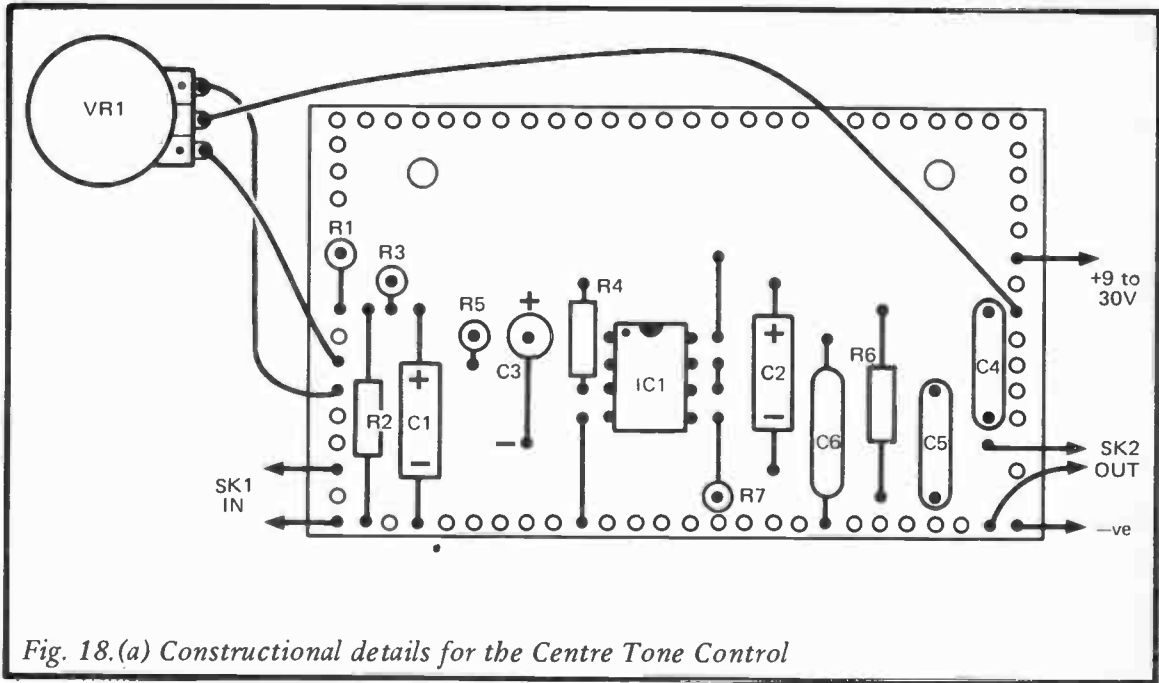 VR1
R1
R3
R5
+
C3
−
R4
IC1
+
C2
−
R2
+
C1
−
R6
C6
C5
C4
R7
+9 to
30V
SK1
IN
SK2
OUT
−ve
Fig. 18.(a) Constructional details for the Centre Tone Control